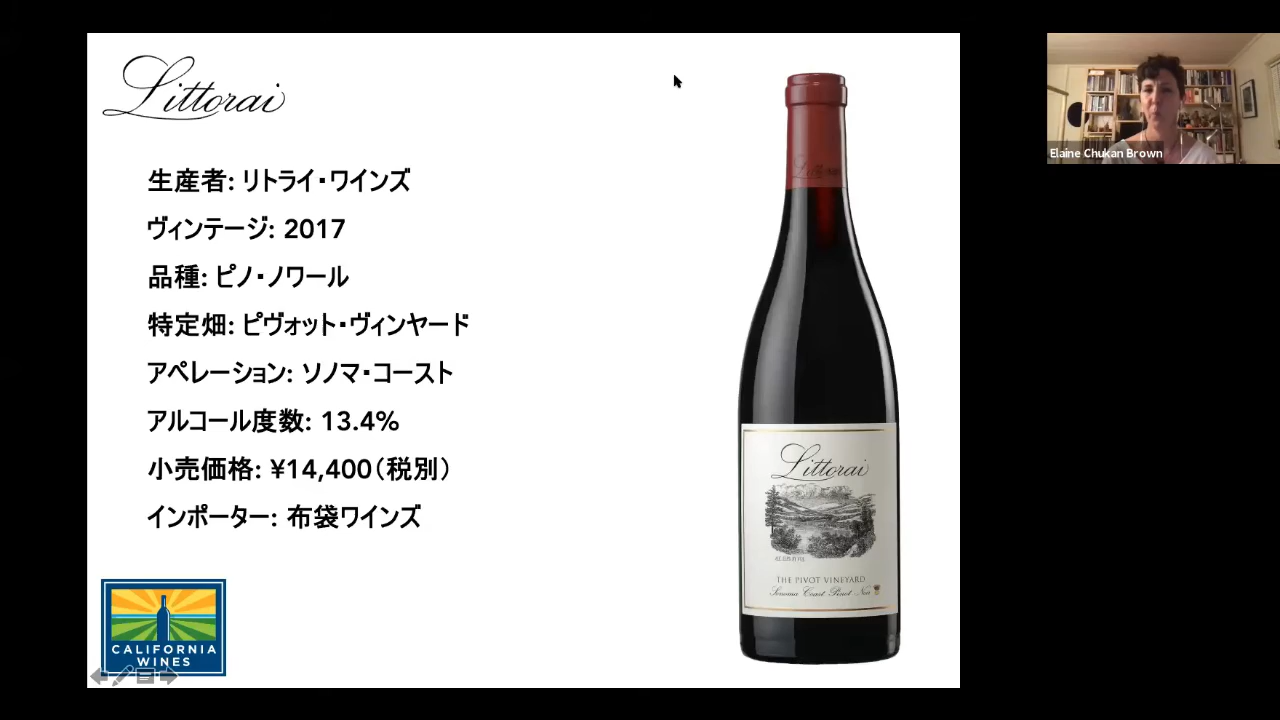 Littorai
生産者: リトライ・ワインズ
ヴィンテージ: 2017
品種: ピノ・ノワール
特定畑: ピヴォット・ヴィンヤード
アペレーション: ソノマ・コースト
アルコール度数: 13.4%
小売価格: ¥14,400（税別）
インポーター: 布袋ワインズ
CALIFORNIA
WINES
Littorai
Littorai
THE PIVOT VINEYARD
Sonoma Coast Pinot Noir
Elaine Chukan Brown